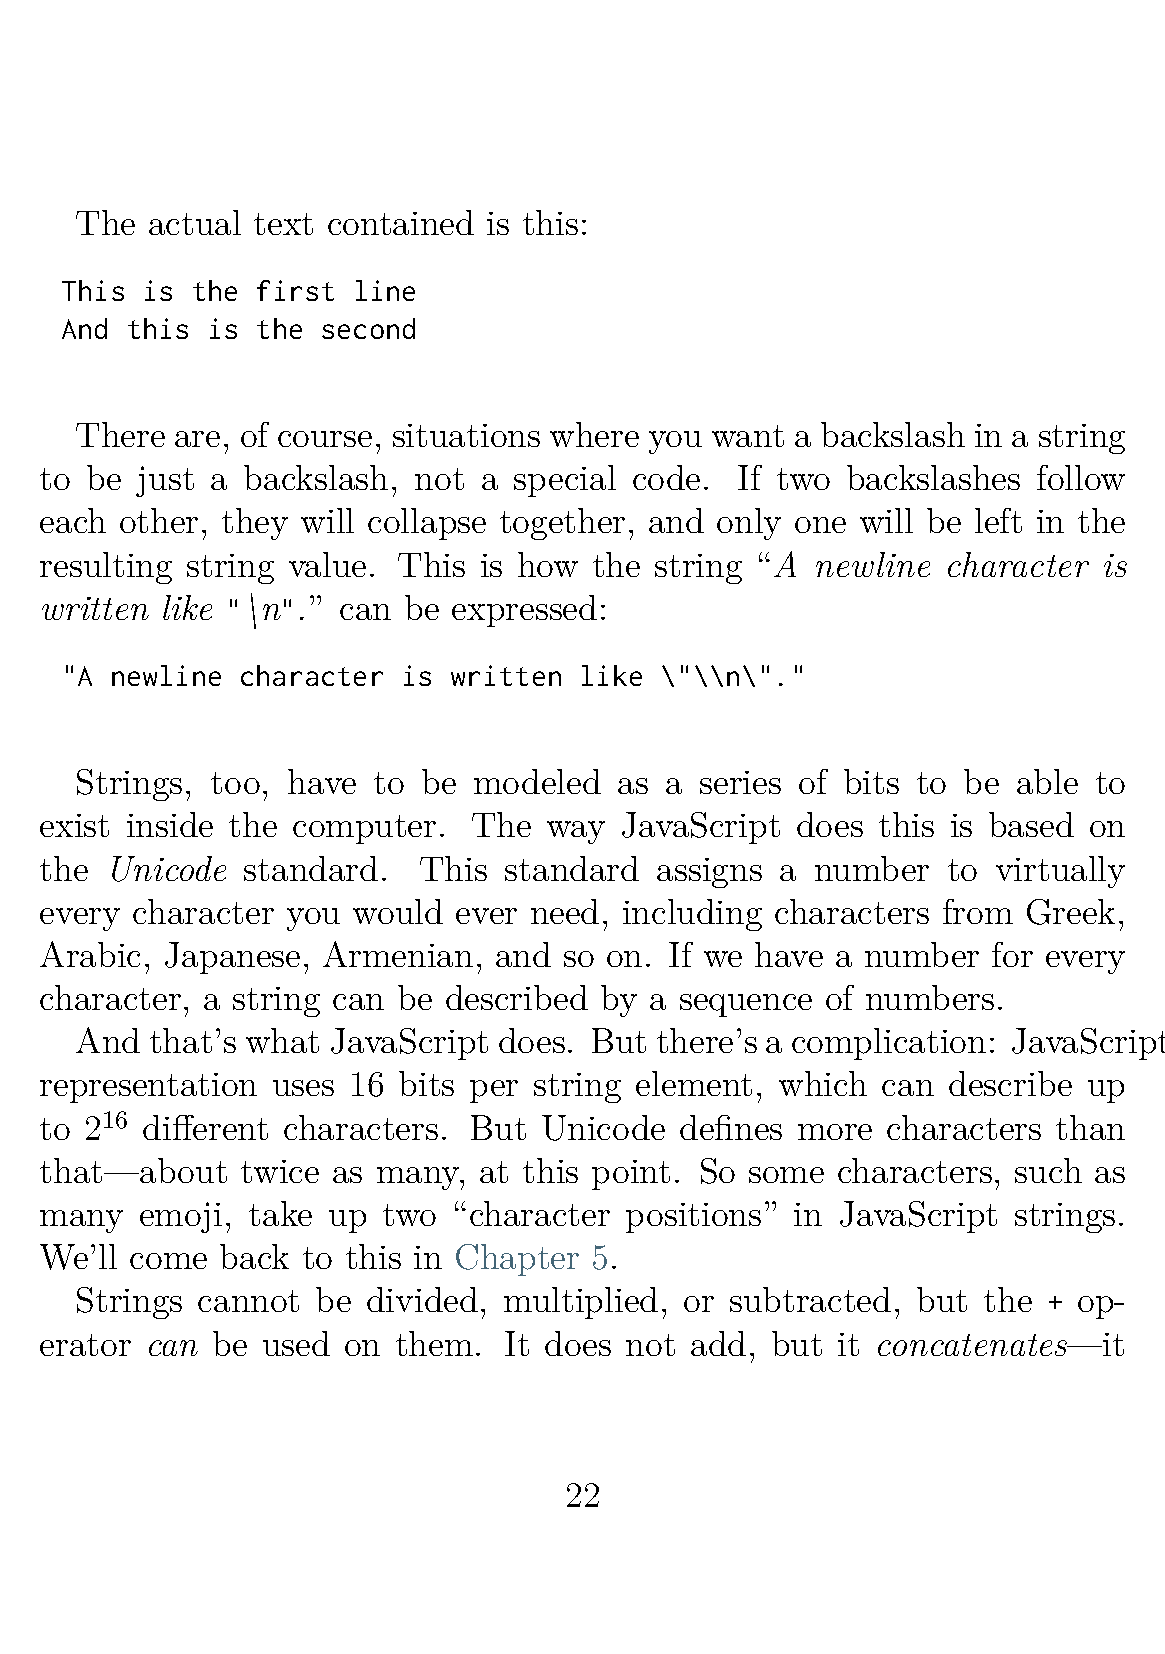 The actual text contained is this:
This is the first line
And this is the second
There are, of course, situations where you want a backslash in a string
to be just a backslash, not a special code. If two backslashes follow
each other, they will collapse together, and only one will be left in the
resulting string value. This is how the string “A newline character is
written like "\n".” can be expressed:
"A newline character is written like \"\\n\"."
Strings, too, have to be modeled as a series of bits to be able to
exist inside the computer. The way JavaScript does this is based on
the Unicode standard. This standard assigns a number to virtually
every character you would ever need, including characters from Greek,
Arabic, Japanese, Armenian, and so on. If we have a number for every
character, a string can be described by a sequence of numbers.
And that’s what JavaScript does. But there’s a complication: JavaScript
representation uses 16 bits per string element, which can describe up
to 2¹⁶ different characters. But Unicode defines more characters than
that—about twice as many, at this point. So some characters, such as
many emoji, take up two “character positions” in JavaScript strings.
We’ll come back to this in Chapter 5.
Strings cannot be divided, multiplied, or subtracted, but the + op-
erator can be used on them. It does not add, but it concatenates—it
22